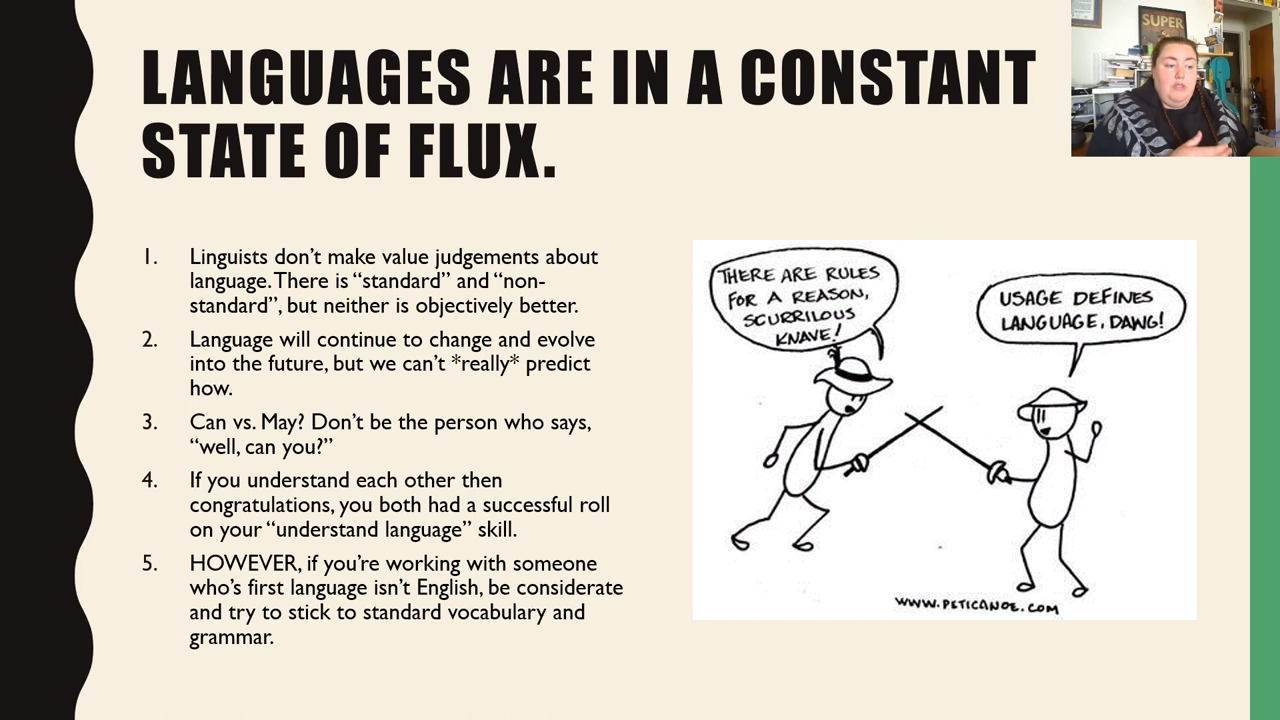 LANGUAGES ARE IN A CONSTANT
STATE OF FLUX.
SUPER
1. Linguists don't make value judgements about
language. There is “standard” and “non-
standard”, but neither is objectively better.
2. Language will continue to change and evolve
into the future, but we can't *really* predict
how.
3. Can vs. May? Don't be the person who says,
“well, can you?”
4. If you understand each other then
congratulations, you both had a successful roll
on your “understand language” skill.
5. HOWEVER, if you're working with someone
who's first language isn't English, be considerate
and try to stick to standard vocabulary and
grammar.
THERE ARE RULES
FOR A REASON,
SCURRILOUS
KNAVE!
USAGE DEFINES
LANGUAGE, DAWG!
WWW.PETICANOE.COM